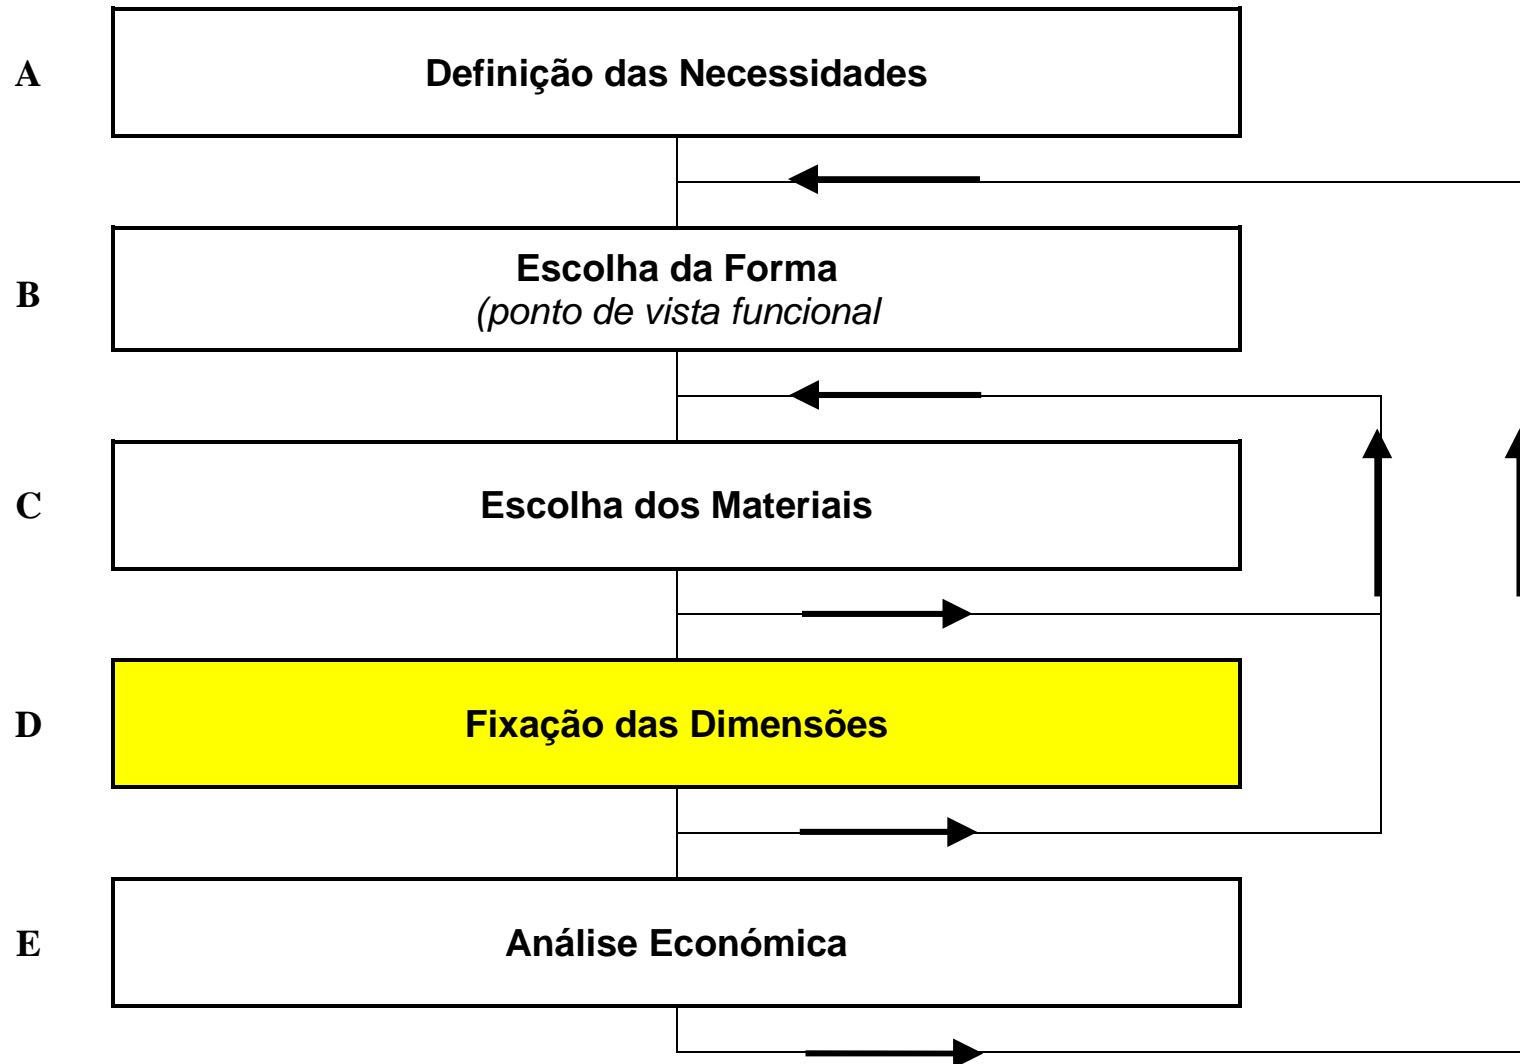 A
Definição das Necessidades
B
Escolha da Forma
(ponto de vista funcional
C
Escolha dos Materiais
D
Fixação das Dimensões
E
Análise Económica